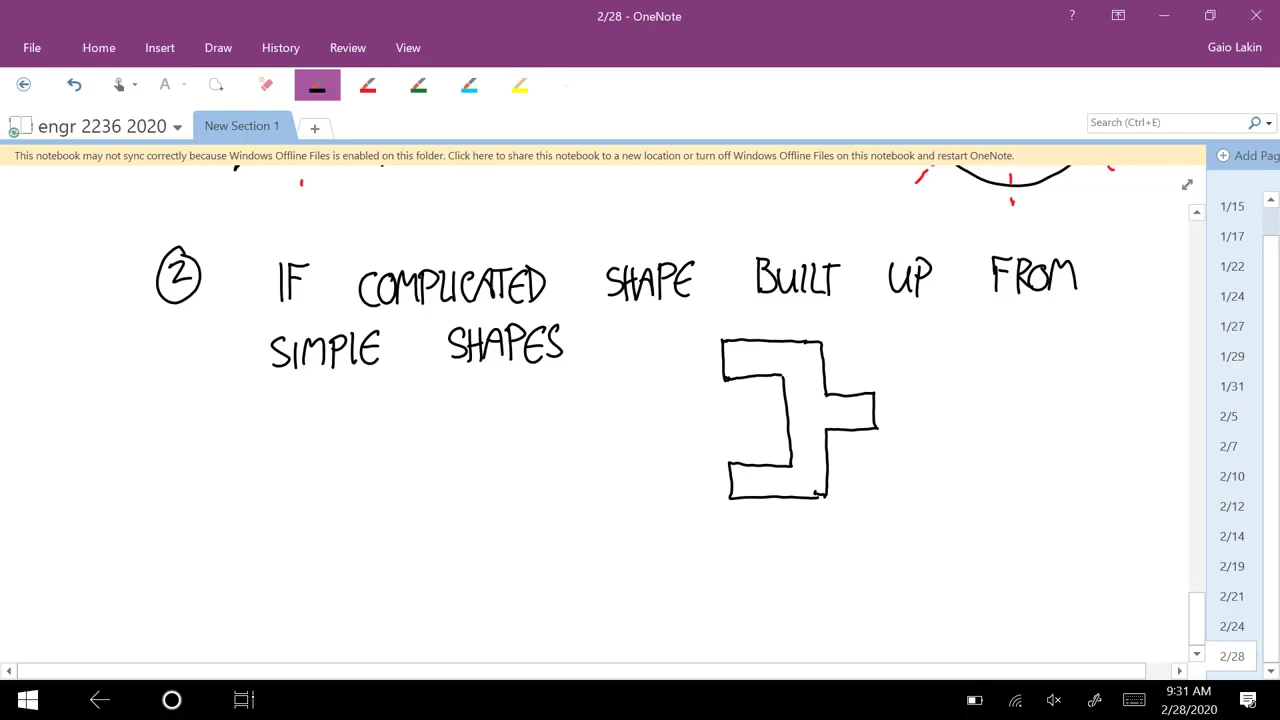 2/28 - OneNote
?
File Home Insert Draw History Review View
Gaio Lakin
A
engr 2236 2020
New Section 1
Search (Ctrl+E)
This notebook may not sync correctly because Windows Offline Files is enabled on this folder. Click here to share this notebook to a new location or turn off Windows Offline Files on this notebook and restart OneNote.
Add Pag
1/15
1/17
1/22
1/24
1/27
1/29
1/31
2/5
2/7
2/10
2/12
2/14
2/19
2/21
2/24
2/28
② IF COMPLICATED SHAPE BUILT UP FROM
SIMPLE SHAPES
9:31 AM
2/28/2020